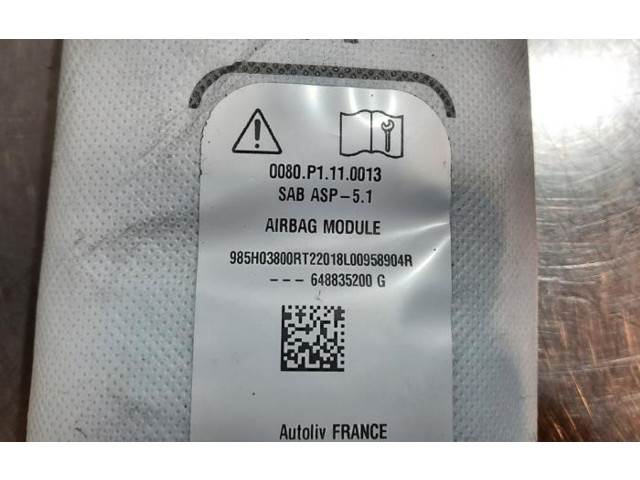 0080.P1.11.0013
SAB ASP-5.1
AIRBAG MODULE
985H03800RT22018L00958904R
--- 648835200 G
Autoliv FRANCE